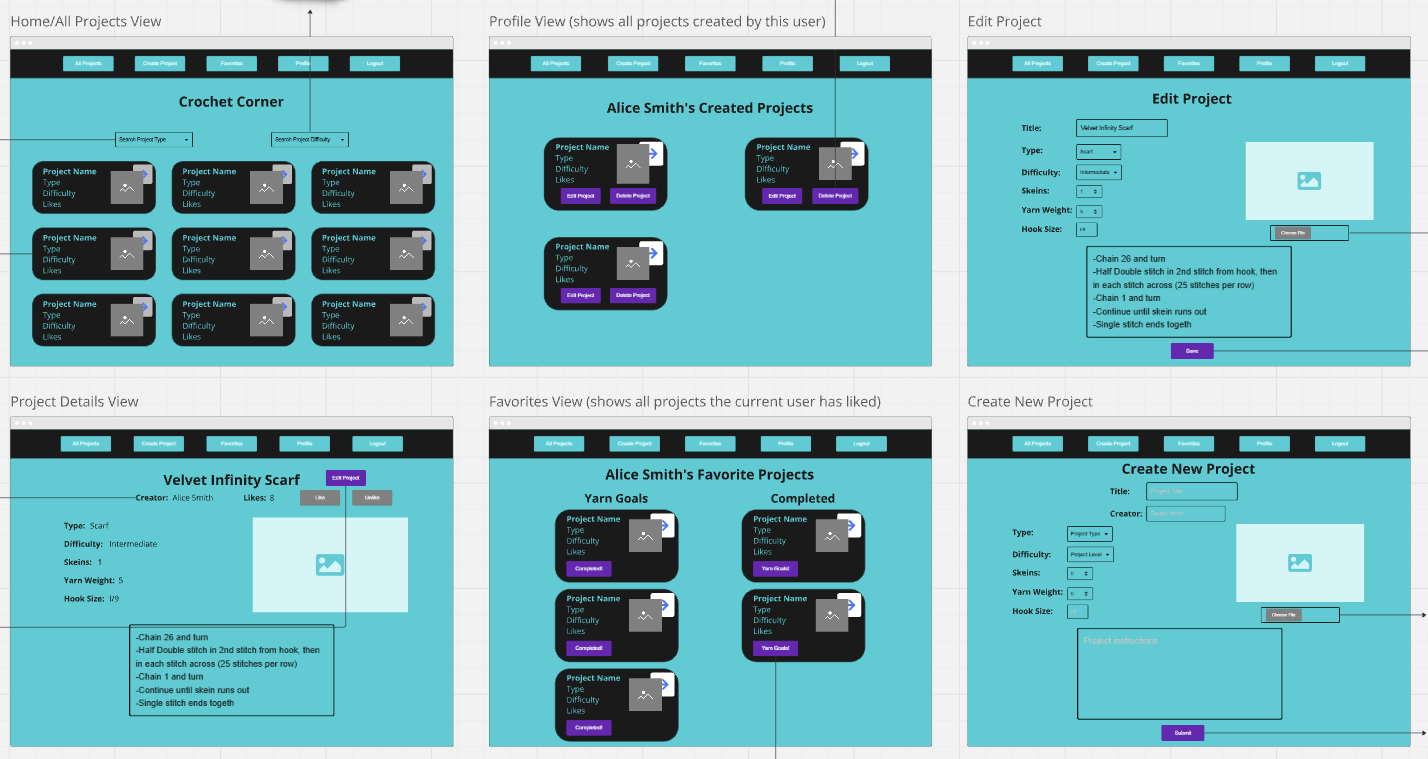 Home/All Projects View
All Projects
Create Project
Favorites
Profile
Logout
Crochet Corner
Search Project Type
Search Project Difficulty
Project Name
Type
Difficulty
Likes
Project Name
Type
Difficulty
Likes
Project Name
Type
Difficulty
Likes
Project Name
Type
Difficulty
Likes
Project Name
Type
Difficulty
Likes
Project Name
Type
Difficulty
Likes
Project Name
Type
Difficulty
Likes
Project Name
Type
Difficulty
Likes
Project Name
Type
Difficulty
Likes
Profile View (shows all projects created by this user)
All Projects
Create Project
Favorites
Profile
Logout
Alice Smith's Created Projects
Project Name
Type
Difficulty
Likes
Edit Project
Delete Project
Project Name
Type
Difficulty
Likes
Edit Project
Delete Project
Project Name
Type
Difficulty
Likes
Edit Project
Delete Project
Edit Project
All Projects
Create Project
Favorites
Profile
Logout
Edit Project
Title: Velvet Infinity Scarf
Type: Scarf
Difficulty: Intermediate
Skeins: 1
Yarn Weight: 5
Hook Size: I/9
Choose File
-Chain 26 and turn
-Half Double stitch in 2nd stitch from hook, then
in each stitch across (25 stitches per row)
-Chain 1 and turn
-Continue until skein runs out
-Single stitch ends togeth
Save
Project Details View
All Projects
Create Project
Favorites
Profile
Logout
Velvet Infinity Scarf
Edit Project
Creator: Alice Smith
Likes: 8
Like
Unlike
Type: Scarf
Difficulty: Intermediate
Skeins: 1
Yarn Weight: 5
Hook Size: I/9
-Chain 26 and turn
-Half Double stitch in 2nd stitch from hook, then
in each stitch across (25 stitches per row)
-Chain 1 and turn
-Continue until skein runs out
-Single stitch ends togeth
Favorites View (shows all projects the current user has liked)
All Projects
Create Project
Favorites
Profile
Logout
Alice Smith's Favorite Projects
Yarn Goals
Project Name
Type
Difficulty
Likes
Completed!
Project Name
Type
Difficulty
Likes
Completed!
Project Name
Type
Difficulty
Likes
Completed!
Completed
Project Name
Type
Difficulty
Likes
Yarn Goals!
Project Name
Type
Difficulty
Likes
Yarn Goals!
Create New Project
All Projects
Create Project
Favorites
Profile
Logout
Create New Project
Title: Project Title
Creator:
Type: Project Type
Difficulty: Project Level
Skeins: 0
Yarn Weight: 0
Hook Size:
Choose File
Project instructions
Submit